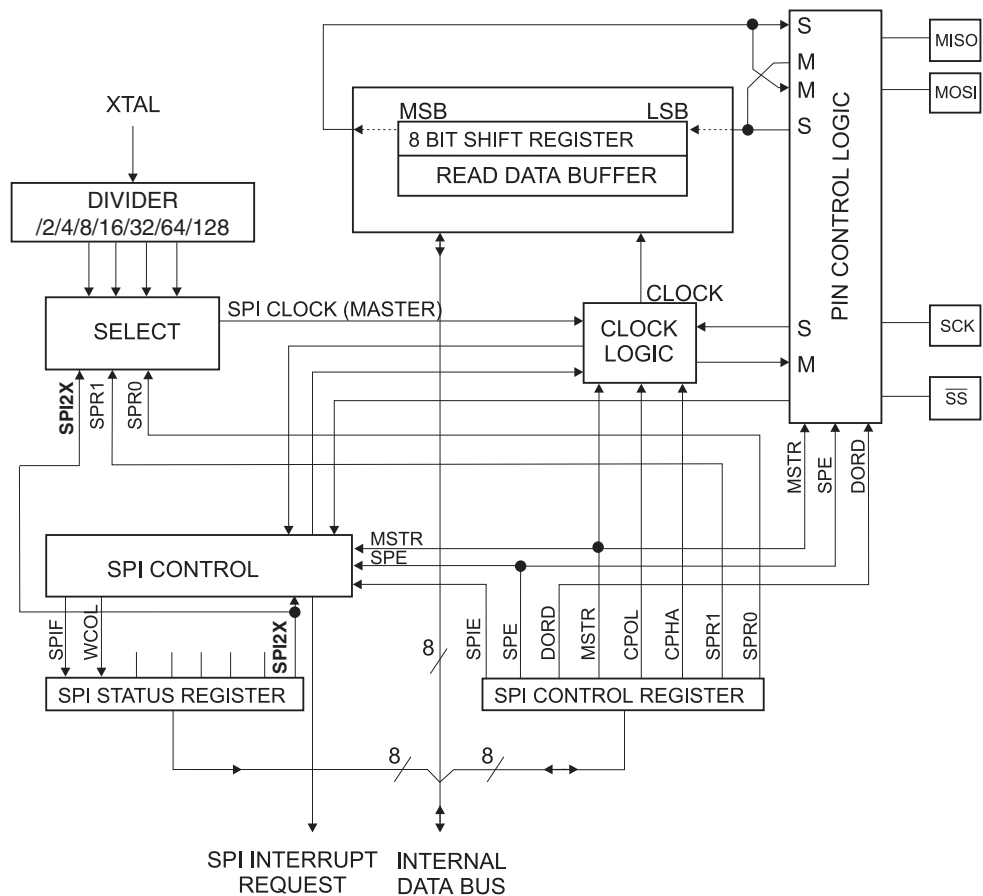 S
MISO
M
M
MOSI
XTAL
MSB
LSB
S
8 BIT SHIFT REGISTER
READ DATA BUFFER
PIN CONTROL LOGIC
DIVIDER
/2/4/8/16/32/64/128
SPI CLOCK (MASTER)
CLOCK
SELECT
CLOCK
LOGIC
S
SCK
M
SPI2X
SPR1
SPR0
SS
MSTR
SPE
DORD
MSTR
SPE
SPI CONTROL
SPIF
WCOL
SPI2X
SPIE
SPE
DORD
MSTR
CPOL
CPHA
SPR1
SPR0
8
SPI STATUS REGISTER
SPI CONTROL REGISTER
8
8
SPI INTERRUPT
REQUEST
INTERNAL
DATA BUS